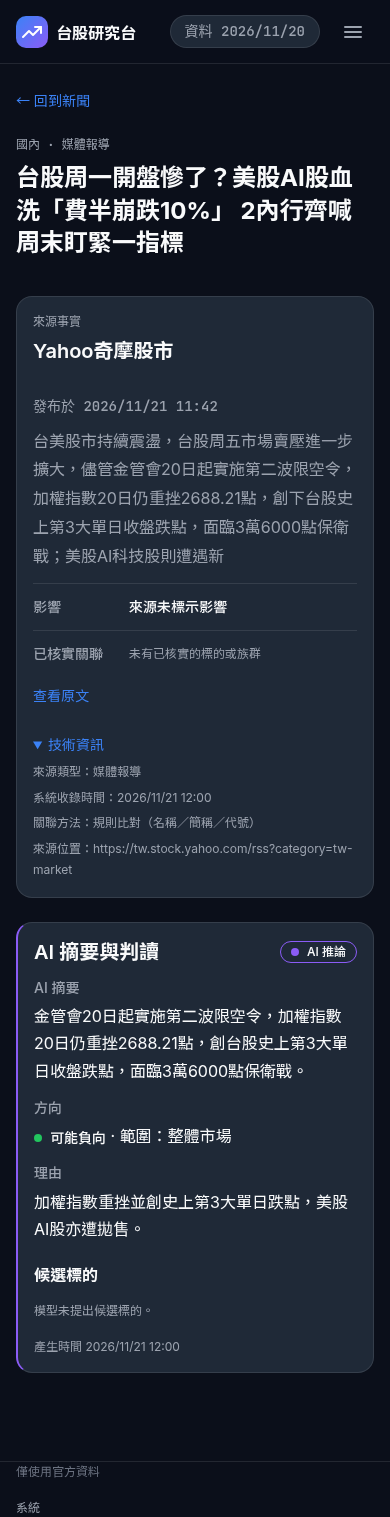 台股研究台
資料 2026/11/20
← 回到新聞
國內 · 媒體報導
台股周一開盤慘了？美股AI股血
洗「費半崩跌10%」 2內行齊喊
周末盯緊一指標
來源事實
Yahoo奇摩股市
發布於 2026/11/21 11:42
台美股市持續震盪，台股周五市場賣壓進一步
擴大，儘管金管會20日起實施第二波限空令，
加權指數20日仍重挫2688.21點，創下台股史
上第3大單日收盤跌點，面臨3萬6000點保衛
戰；美股AI科技股則遭遇新
影響 來源未標示影響
已核實關聯 未有已核實的標的或族群
查看原文
▼ 技術資訊
來源類型：媒體報導
系統收錄時間：2026/11/21 12:00
關聯方法：規則比對（名稱／簡稱／代號）
來源位置：https://tw.stock.yahoo.com/rss?category=tw-
market
AI 摘要與判讀
AI 推論
AI 摘要
金管會20日起實施第二波限空令，加權指數
20日仍重挫2688.21點，創台股史上第3大單
日收盤跌點，面臨3萬6000點保衛戰。
方向
可能負向 · 範圍：整體市場
理由
加權指數重挫並創史上第3大單日跌點，美股
AI股亦遭拋售。
候選標的
模型未提出候選標的。
產生時間 2026/11/21 12:00
僅使用官方資料
系統